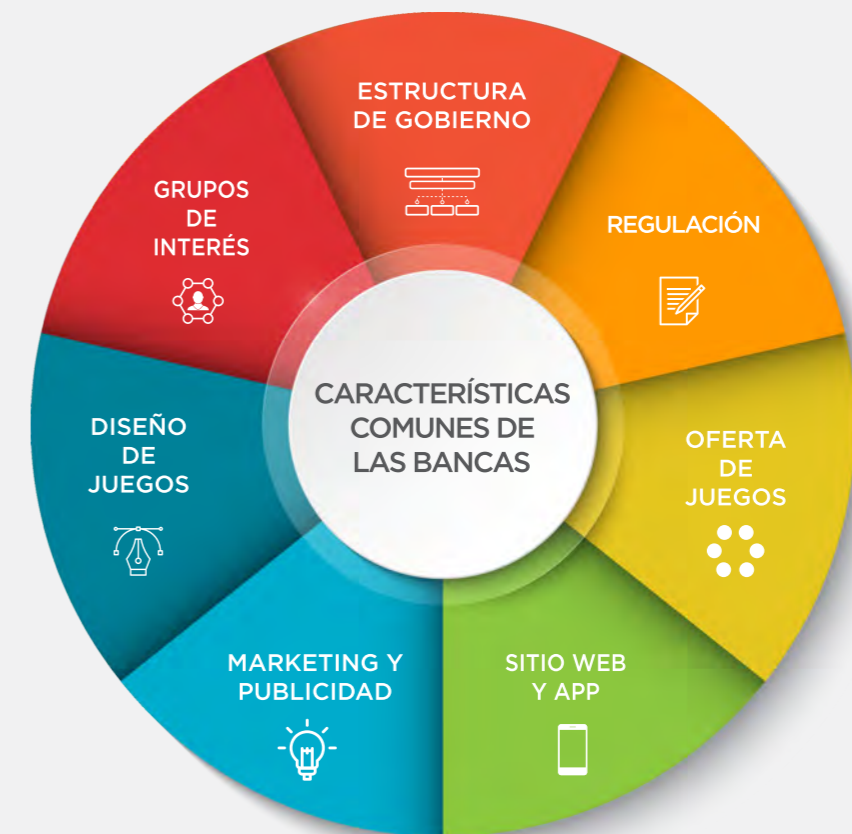 ESTRUCTURA
DE GOBIERNO
REGULACIÓN
OFERTA
DE
JUEGOS
SITIO WEB
Y APP
MARKETING Y
PUBLICIDAD
DISEÑO
DE
JUEGOS
GRUPOS
DE
INTERÉS
CARACTERÍSTICAS
COMUNES DE
LAS BANCAS